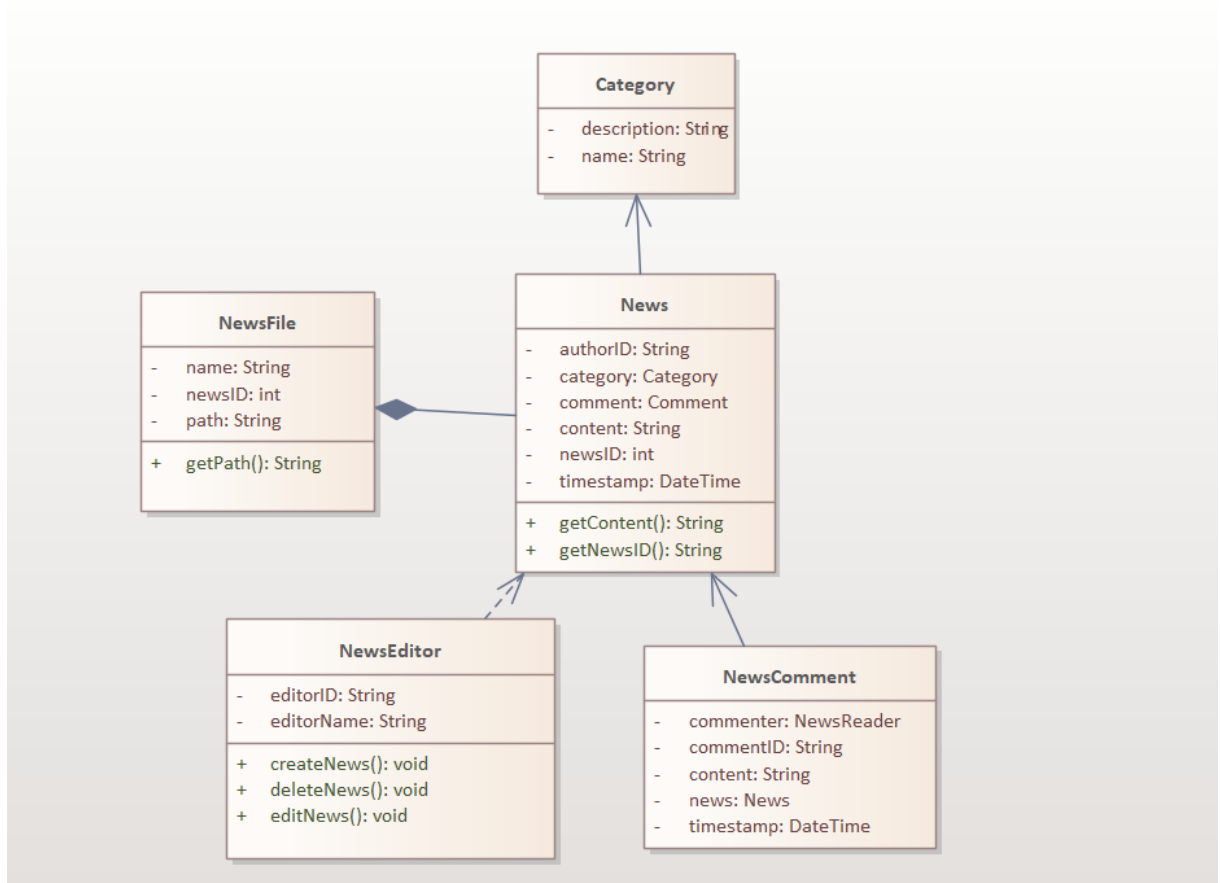 Category
- description: String
- name: String
NewsFile
- name: String
- newsID: int
- path: String
+ getPath(): String
News
- authorID: String
- category: Category
- comment: Comment
- content: String
- newsID: int
- timestamp: DateTime
+ getContent(): String
+ getNewsID(): String
NewsEditor
- editorID: String
- editorName: String
+ createNews(): void
+ deleteNews(): void
+ editNews(): void
NewsComment
- commenter: NewsReader
- commentID: String
- content: String
- news: News
- timestamp: DateTime